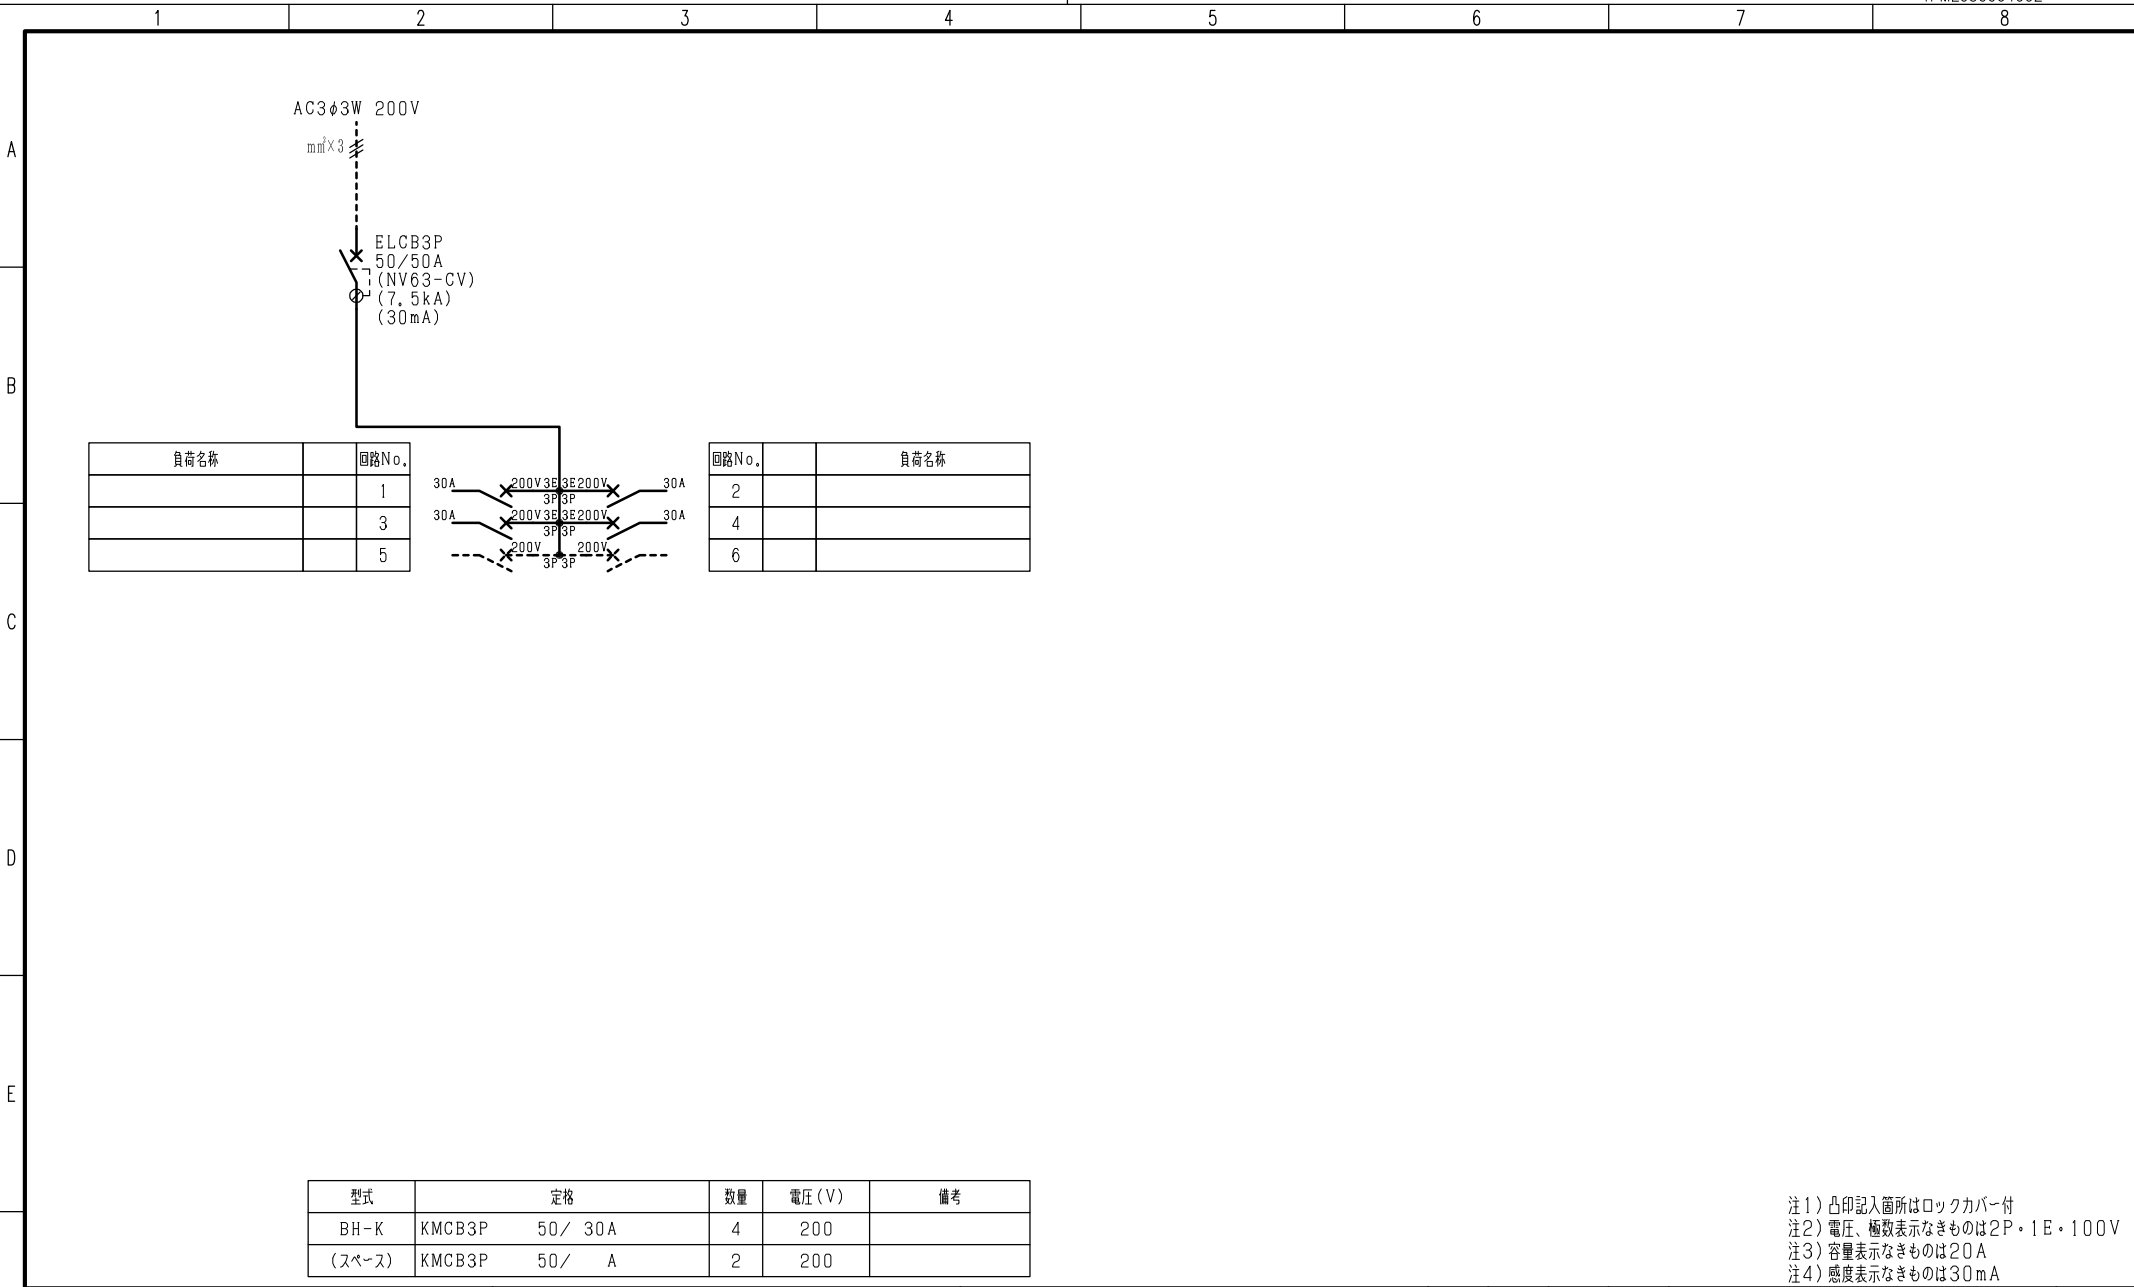 1 2 3 4 5 6 7 8
A
B
C
D
E
AC3φ3W 200V
mm²×3
ELCB3P
50/50A
(NV63-CV)
(7.5kA)
(30mA)
負荷名称 回路No. 回路No. 負荷名称
1 30A 200V 3E 3E 200V 30A 2
3P 3P
3 30A 200V 3E 3E 200V 30A 4
3P 3P
5 200V 200V 6
3P 3P
型式 定格 数量 電圧(V) 備考
BH-K KMCB3P 50/ 30A 4 200
(スペース) KMCB3P 50/ A 2 200
注1)凸印記入箇所はロックカバー付
注2)電圧、極数表示なきものは2P・1E・100V
注3)容量表示なきものは20A
注4)感度表示なきものは30mA